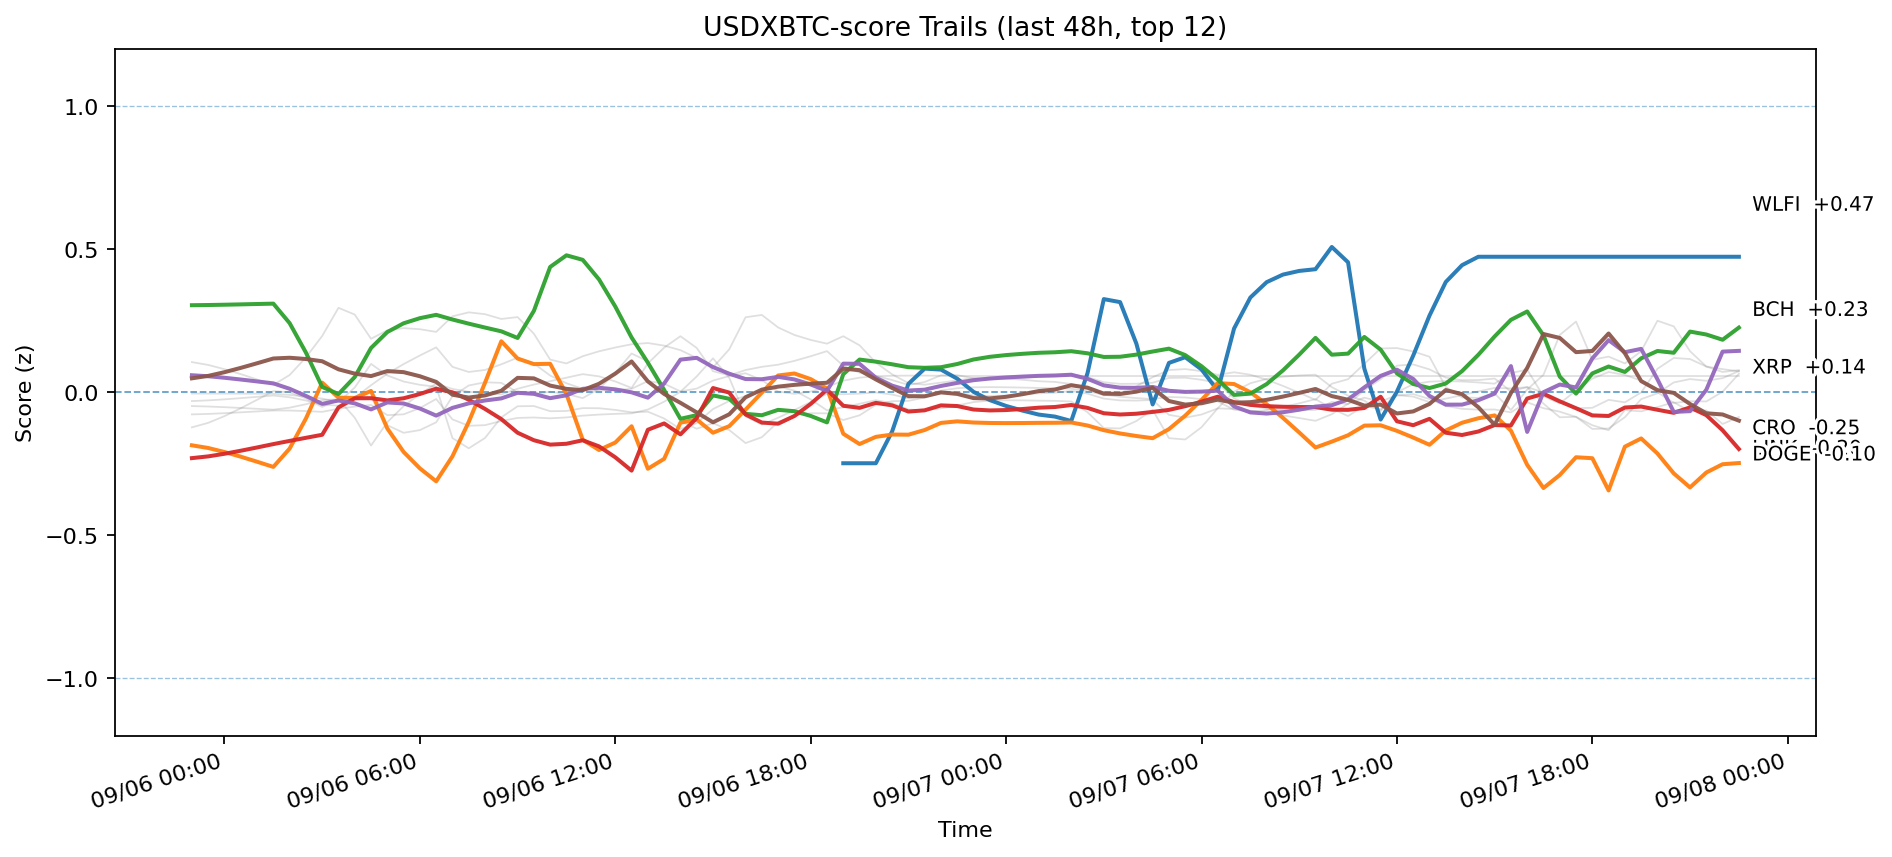 USDXBTC-score Trails (last 48h, top 12)
Score (z)
1.0
0.5
0.0
−0.5
−1.0
WLFI +0.47
BCH +0.23
XRP +0.14
CRO -0.25
DOGE -0.10
09/06 00:00
09/06 06:00
09/06 12:00
09/06 18:00
09/07 00:00
09/07 06:00
09/07 12:00
09/07 18:00
09/08 00:00
Time